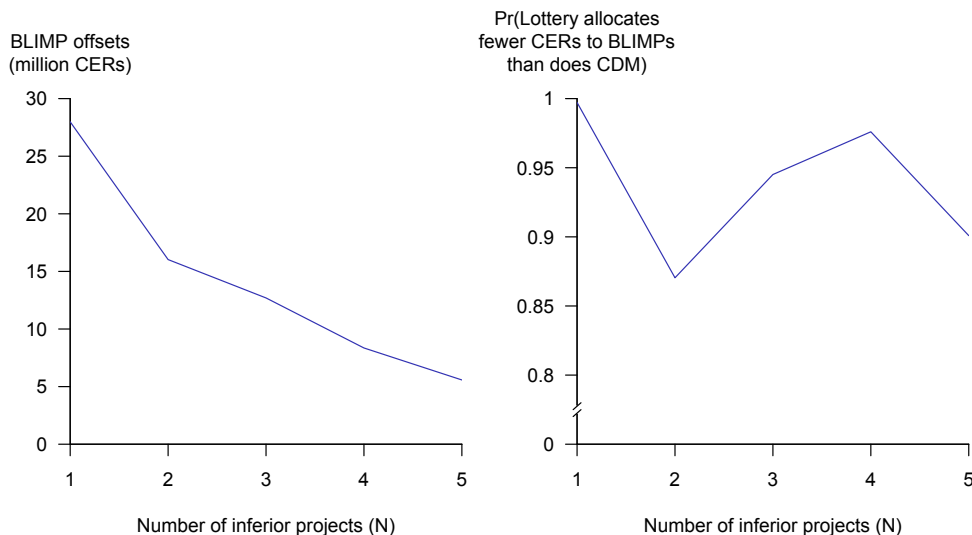 BLIMP offsets
(million CERs)
30
25
20
15
10
5
0
1 2 3 4 5
Number of inferior projects (N)
Pr(Lottery allocates
fewer CERs to BLIMPs
than does CDM)
1
0.95
0.9
0.85
0.8
0
1 2 3 4 5
Number of inferior projects (N)